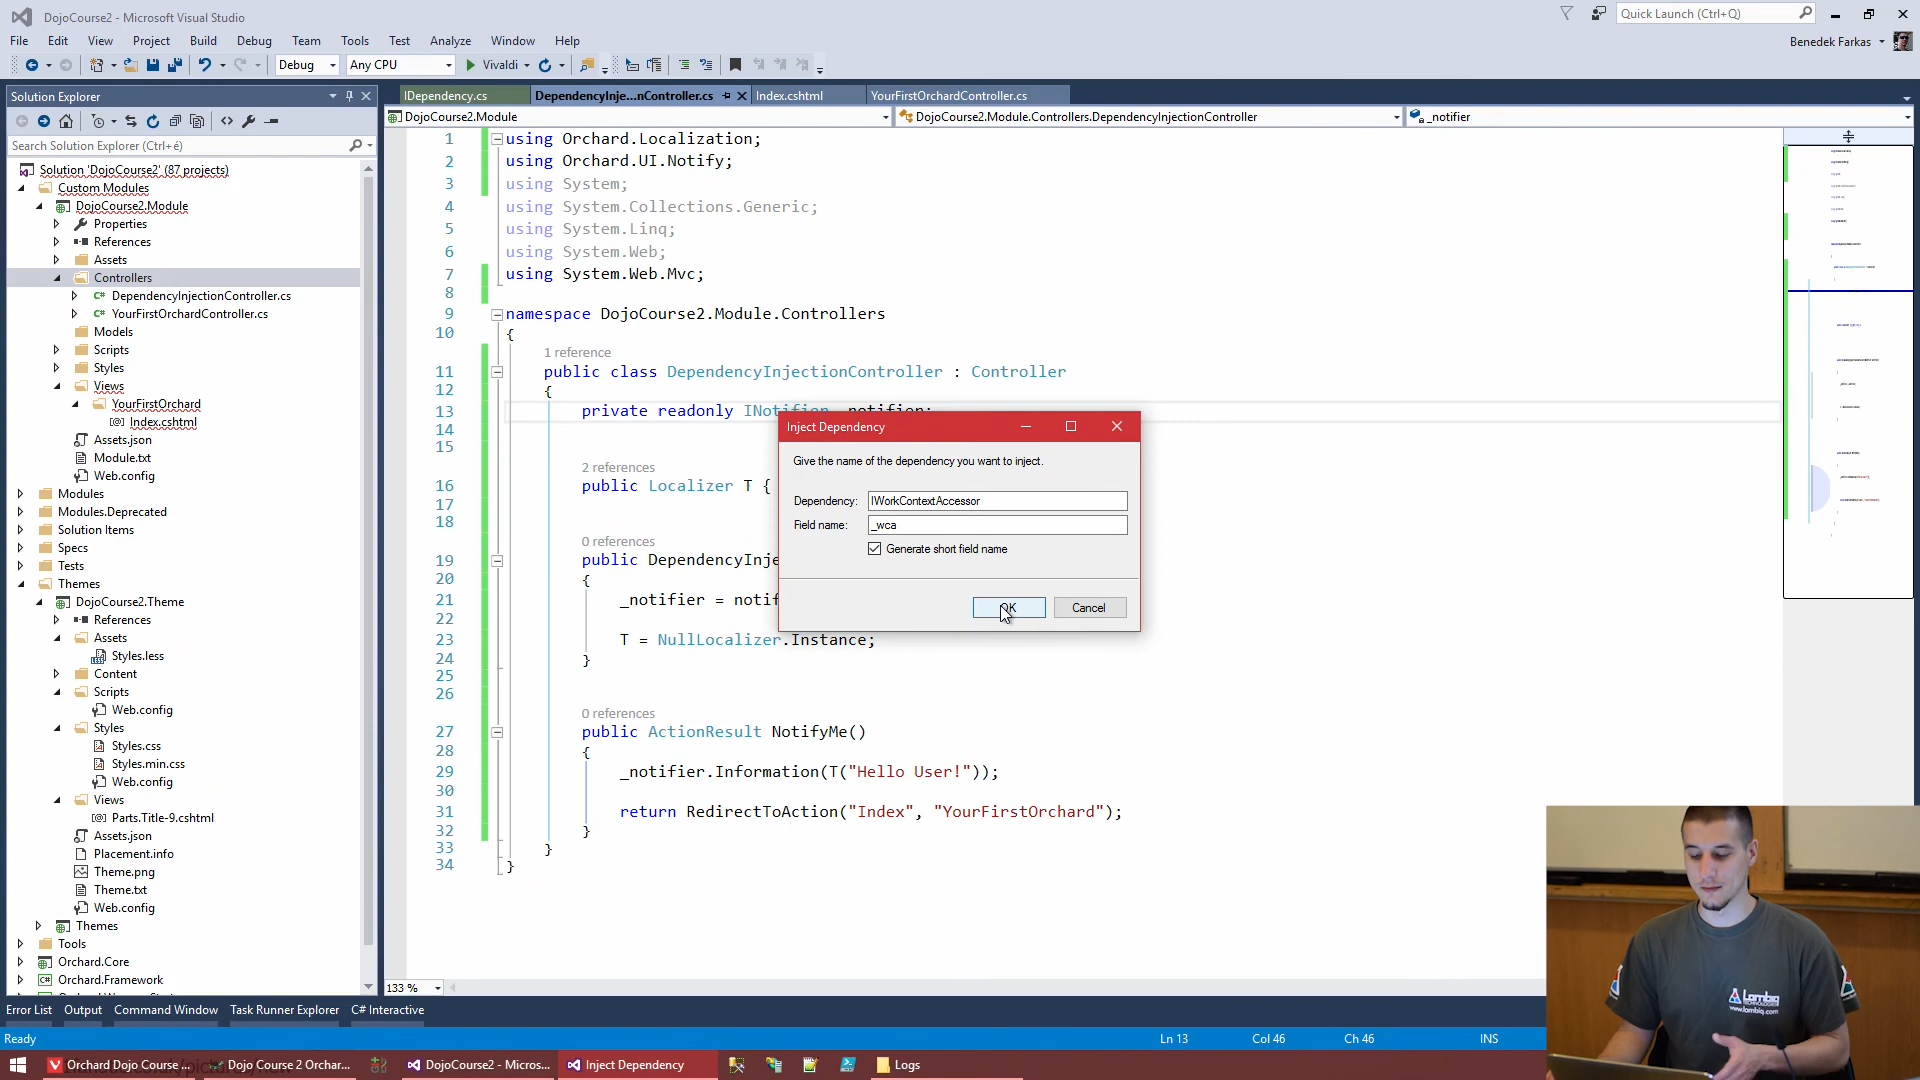 DojoCourse2 - Microsoft Visual Studio
Quick Launch (Ctrl+Q)
File Edit View Project Build Debug Team Tools Test Analyze Window Help
Benedek Farkas
Debug Any CPU Vivaldi
Solution Explorer
Search Solution Explorer (Ctrl+é)
Solution 'DojoCourse2' (87 projects)
Custom Modules
DojoCourse2.Module
Properties
References
Assets
Controllers
DependencyInjectionController.cs
YourFirstOrchardController.cs
Models
Scripts
Styles
Views
YourFirstOrchard
Index.cshtml
Assets.json
Module.txt
Web.config
Modules
Modules.Deprecated
Solution Items
Specs
Tests
Themes
DojoCourse2.Theme
References
Assets
Styles.less
Content
Scripts
Web.config
Styles
Styles.css
Styles.min.css
Web.config
Views
Parts.Title-9.cshtml
Assets.json
Placement.info
Theme.png
Theme.txt
Web.config
Themes
Tools
Orchard.Core
Orchard.Framework
IDependency.cs DependencyInje...nController.cs Index.cshtml YourFirstOrchardController.cs
DojoCourse2.Module DojoCourse2.Module.Controllers.DependencyInjectionController _notifier
1 using Orchard.Localization;
2 using Orchard.UI.Notify;
3 using System;
4 using System.Collections.Generic;
5 using System.Linq;
6 using System.Web;
7 using System.Web.Mvc;
8
9 namespace DojoCourse2.Module.Controllers
10 {
1 reference
11 public class DependencyInjectionController : Controller
12 {
13 private readonly INotifier _notifier;
14
15
2 references
16 public Localizer T {
17
18
0 references
19 public DependencyInje
20 {
21 _notifier = notif
22
23 T = NullLocalizer.Instance;
24 }
25
26
0 references
27 public ActionResult NotifyMe()
28 {
29 _notifier.Information(T("Hello User!"));
30
31 return RedirectToAction("Index", "YourFirstOrchard");
32 }
33 }
34 }
Inject Dependency
Give the name of the dependency you want to inject.
Dependency: IWorkContextAccessor
Field name: _wca
Generate short field name
OK Cancel
133 %
Error List Output Command Window Task Runner Explorer C# Interactive
Ready Ln 13 Col 46 Ch 46 INS
Orchard Dojo Course ... Dojo Course 2 Orchar... DojoCourse2 - Micros... Inject Dependency Logs
Lombiq
www.lombiq.com